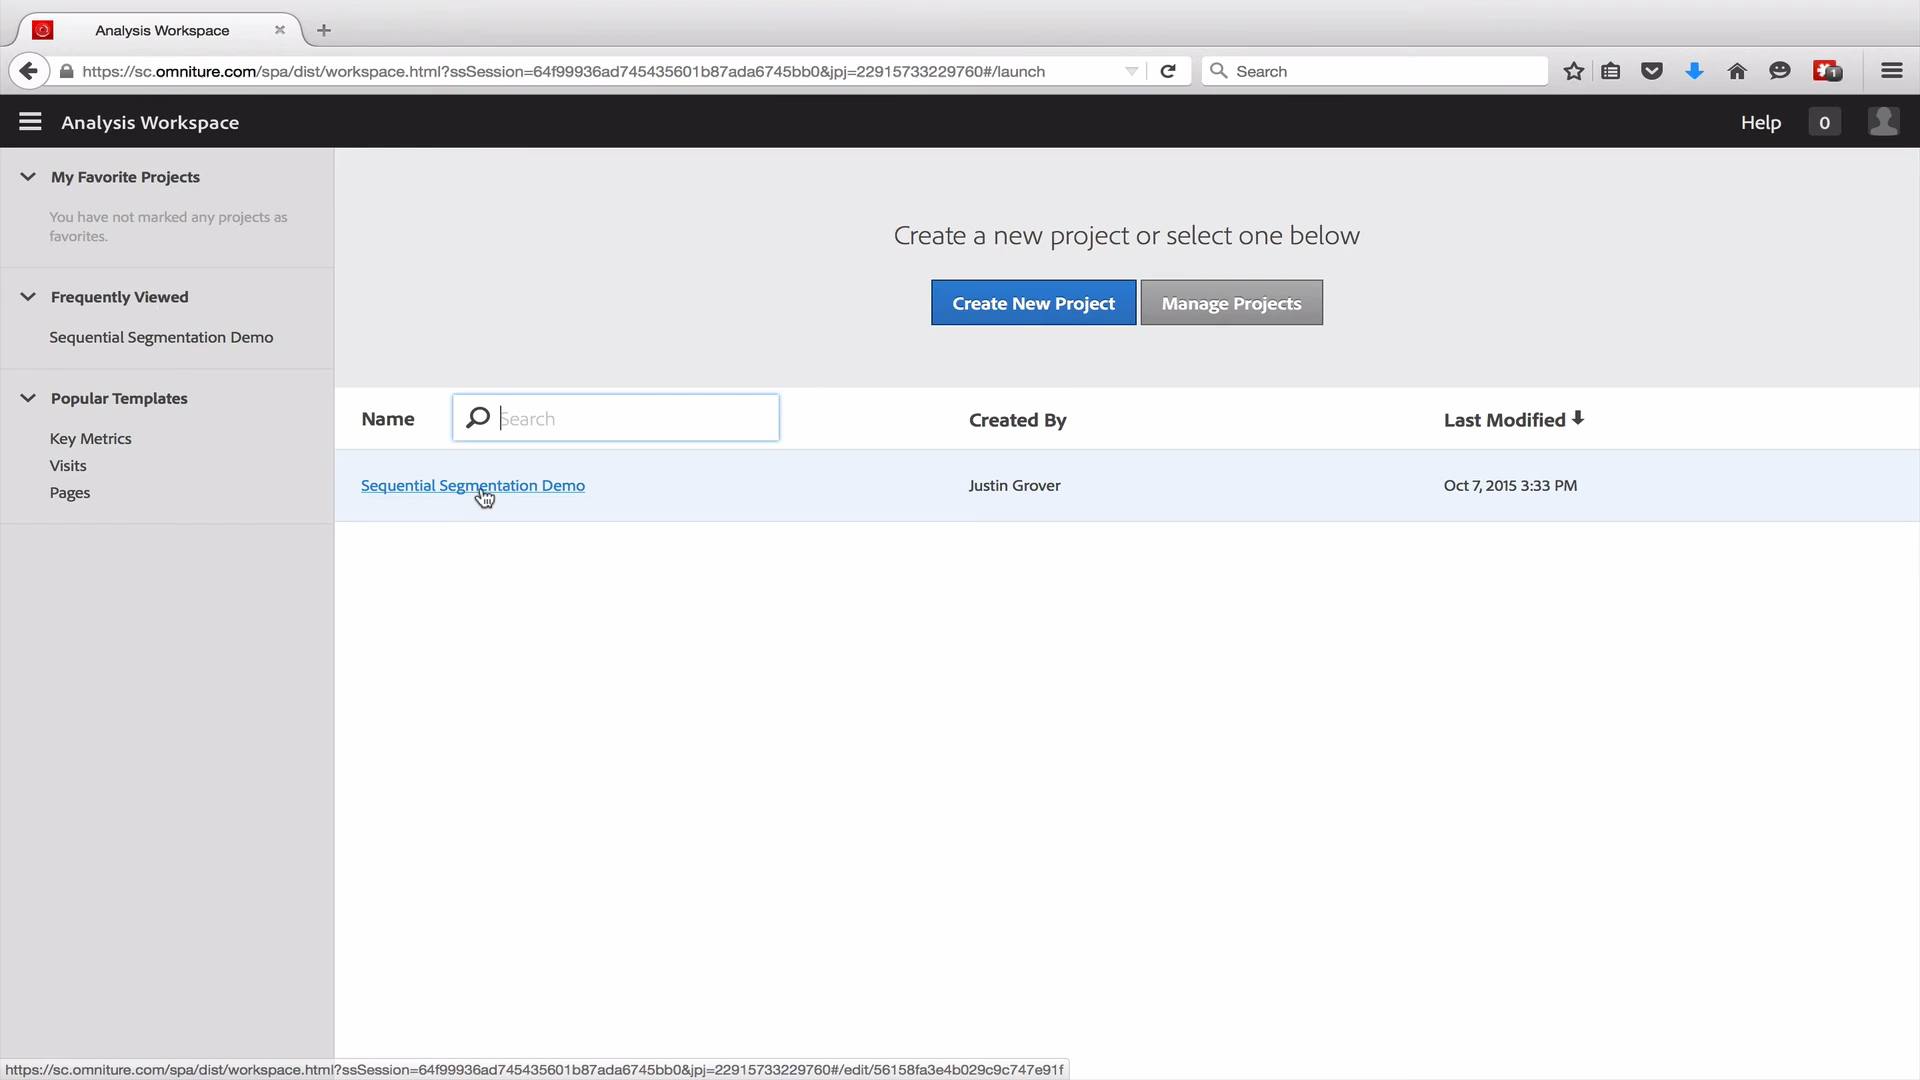 Analysis Workspace
https://sc.omniture.com/spa/dist/workspace.html?ssSession=64f99936ad745435601b87ada6745bb0&jpj=22915733229760#/launch
Search
1
Analysis Workspace
Help
0
My Favorite Projects
You have not marked any projects as
favorites.
Frequently Viewed
Sequential Segmentation Demo
Popular Templates
Key Metrics
Visits
Pages
Create a new project or select one below
Create New Project
Manage Projects
Name
Search
Created By
Last Modified
Sequential Segmentation Demo
Justin Grover
Oct 7, 2015 3:33 PM
https://sc.omniture.com/spa/dist/workspace.html?ssSession=64f99936ad745435601b87ada6745bb0&jpj=22915733229760#/edit/56158fa3e4b029c9c747e91f